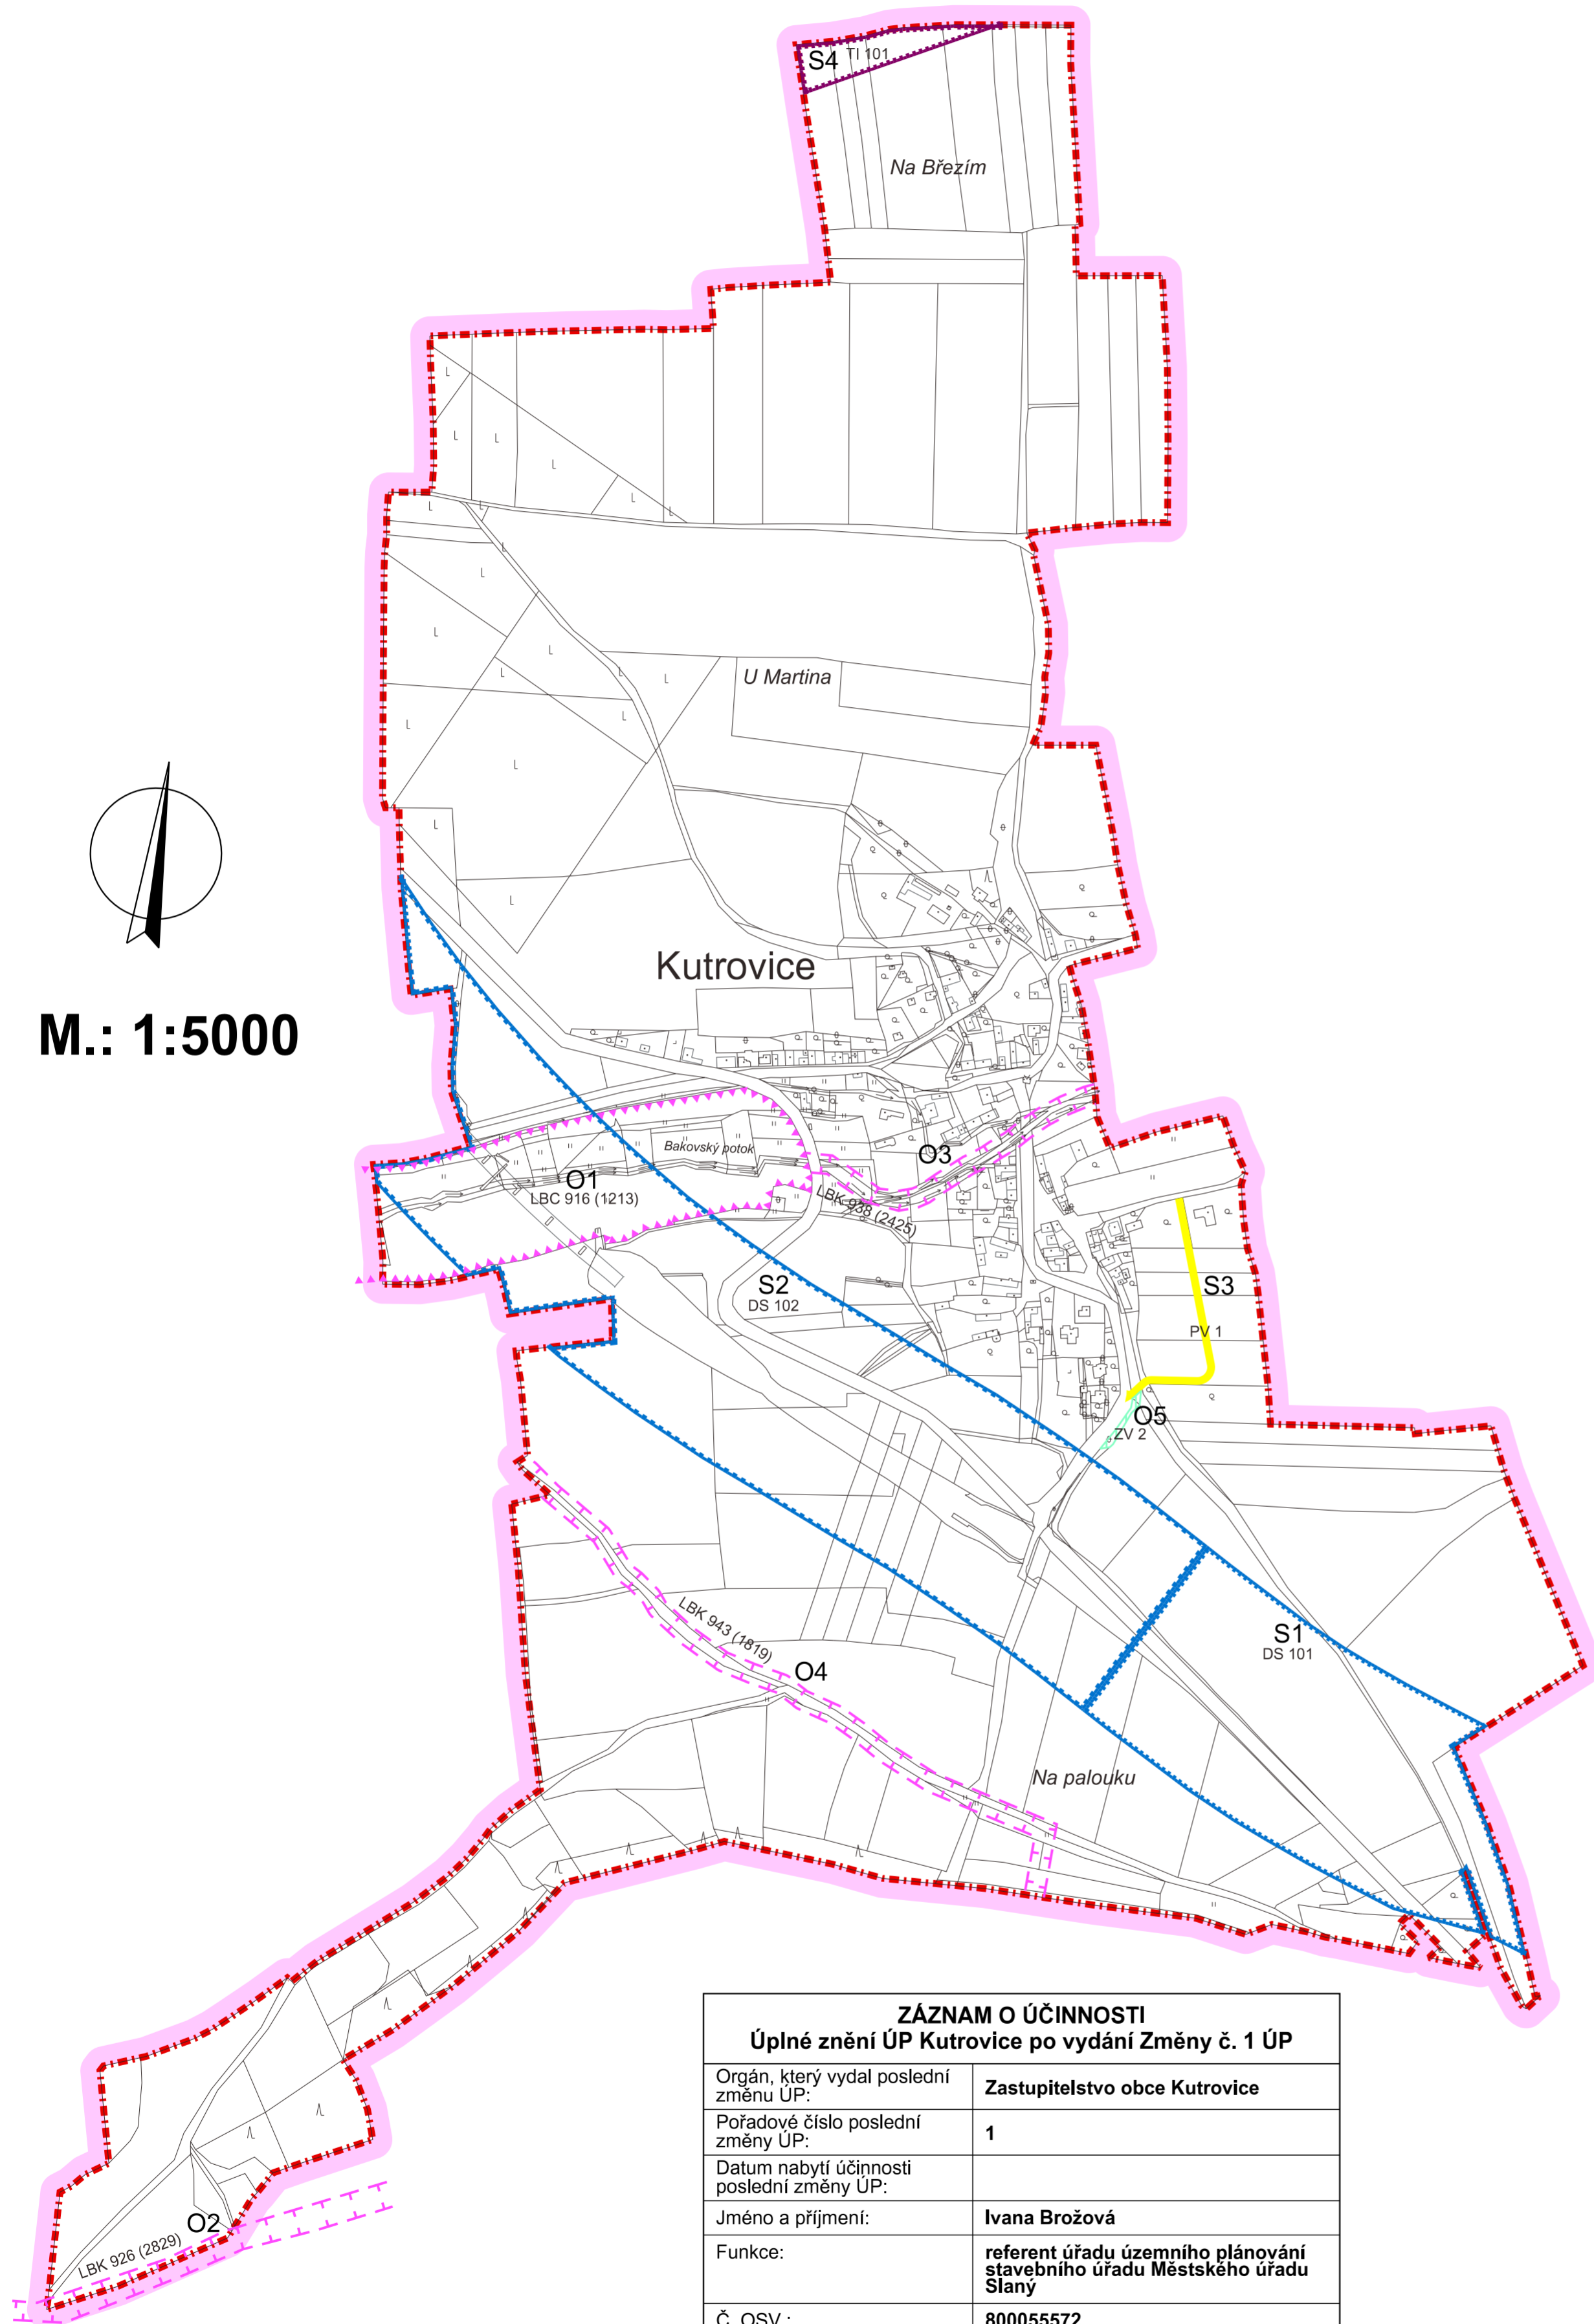 S4 TI 101
Na Březím
U Martina
Kutrovice
M.: 1:5000
Bakovský potok
O3
O1
LBC 916 (1213)
LBK 938 (2425)
S2
DS 102
S3
PV 1
O5
ZV 2
S1
DS 101
LBK 943 (1819)
O4
Na palouku
O2
LBK 926 (2829)
ZÁZNAM O ÚČINNOSTI
Úplné znění ÚP Kutrovice po vydání Změny č. 1 ÚP
Orgán, který vydal poslední
změnu ÚP:
Zastupitelstvo obce Kutrovice
Pořadové číslo poslední
změny ÚP:
1
Datum nabytí účinnosti
poslední změny ÚP:
Jméno a příjmení:
Ivana Brožová
Funkce:
referent úřadu územního plánování
stavebního úřadu Městského úřadu
Slaný
Č. OSV.:
800055572